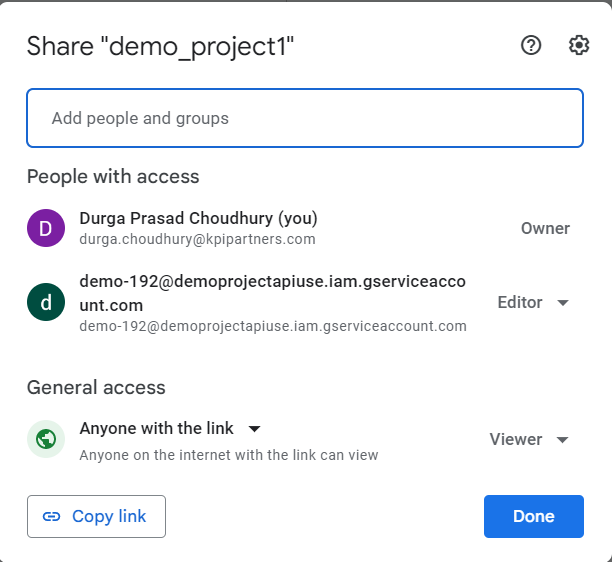 Share "demo_project1"
Add people and groups
People with access
D
Durga Prasad Choudhury (you)
durga.choudhury@kpipartners.com
Owner
d
demo-192@demoprojectapiuse.iam.gserviceacco
unt.com
demo-192@demoprojectapiuse.iam.gserviceaccount.com
Editor
General access
Anyone with the link
Anyone on the internet with the link can view
Viewer
Copy link
Done